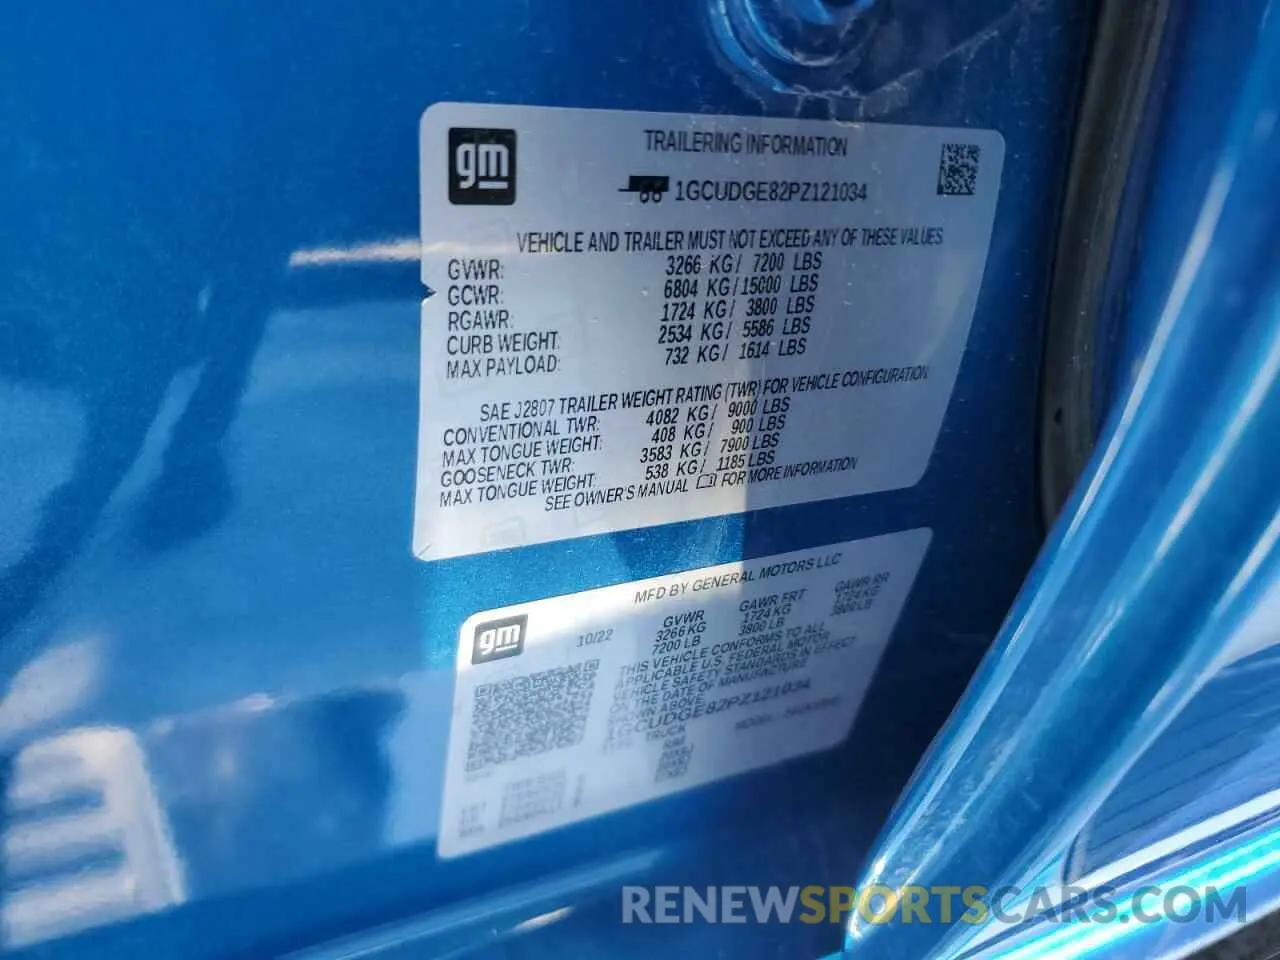 gm
TRAILERING INFORMATION
1GCUDGE82PZ121034
VEHICLE AND TRAILER MUST NOT EXCEED ANY OF THESE VALUES
GVWR: 3266 KG/ 7200 LBS
GCWR: 6804 KG/15000 LBS
RGAWR: 1724 KG/ 3800 LBS
CURB WEIGHT: 2534 KG/ 5586 LBS
MAX PAYLOAD: 732 KG/ 1614 LBS
SAE J2807 TRAILER WEIGHT RATING (TWR) FOR VEHICLE CONFIGURATION
CONVENTIONAL TWR: 4082 KG/ 9000 LBS
MAX TONGUE WEIGHT: 408 KG/ 900 LBS
GOOSENECK TWR: 3583 KG/ 7900 LBS
MAX TONGUE WEIGHT: 538 KG/ 1185 LBS
SEE OWNER'S MANUAL FOR MORE INFORMATION
MFD BY GENERAL MOTORS LLC
gm 10/22
GVWR GAWR FRT GAWR RR
3266 KG 1724 KG 1724 KG
7200 LB 3800 LB 3800 LB
THIS VEHICLE CONFORMS TO ALL
APPLICABLE U.S. FEDERAL MOTOR
VEHICLE SAFETY STANDARDS IN EFFECT
ON THE DATE OF MANUFACTURE
SHOWN ABOVE.
1GCUDGE82PZ121034
TYPE: TRUCK MODEL:
RIM
RENEWSPORTSCARS.COM